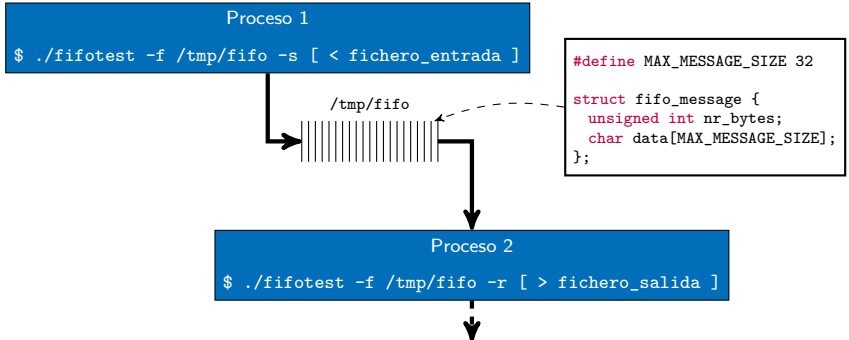 Proceso 1
$ ./fifotest -f /tmp/fifo -s [ < fichero_entrada ]
#define MAX_MESSAGE_SIZE 32
struct fifo_message {
unsigned int nr_bytes;
char data[MAX_MESSAGE_SIZE];
};
/tmp/fifo
Proceso 2
$ ./fifotest -f /tmp/fifo -r [ > fichero_salida ]